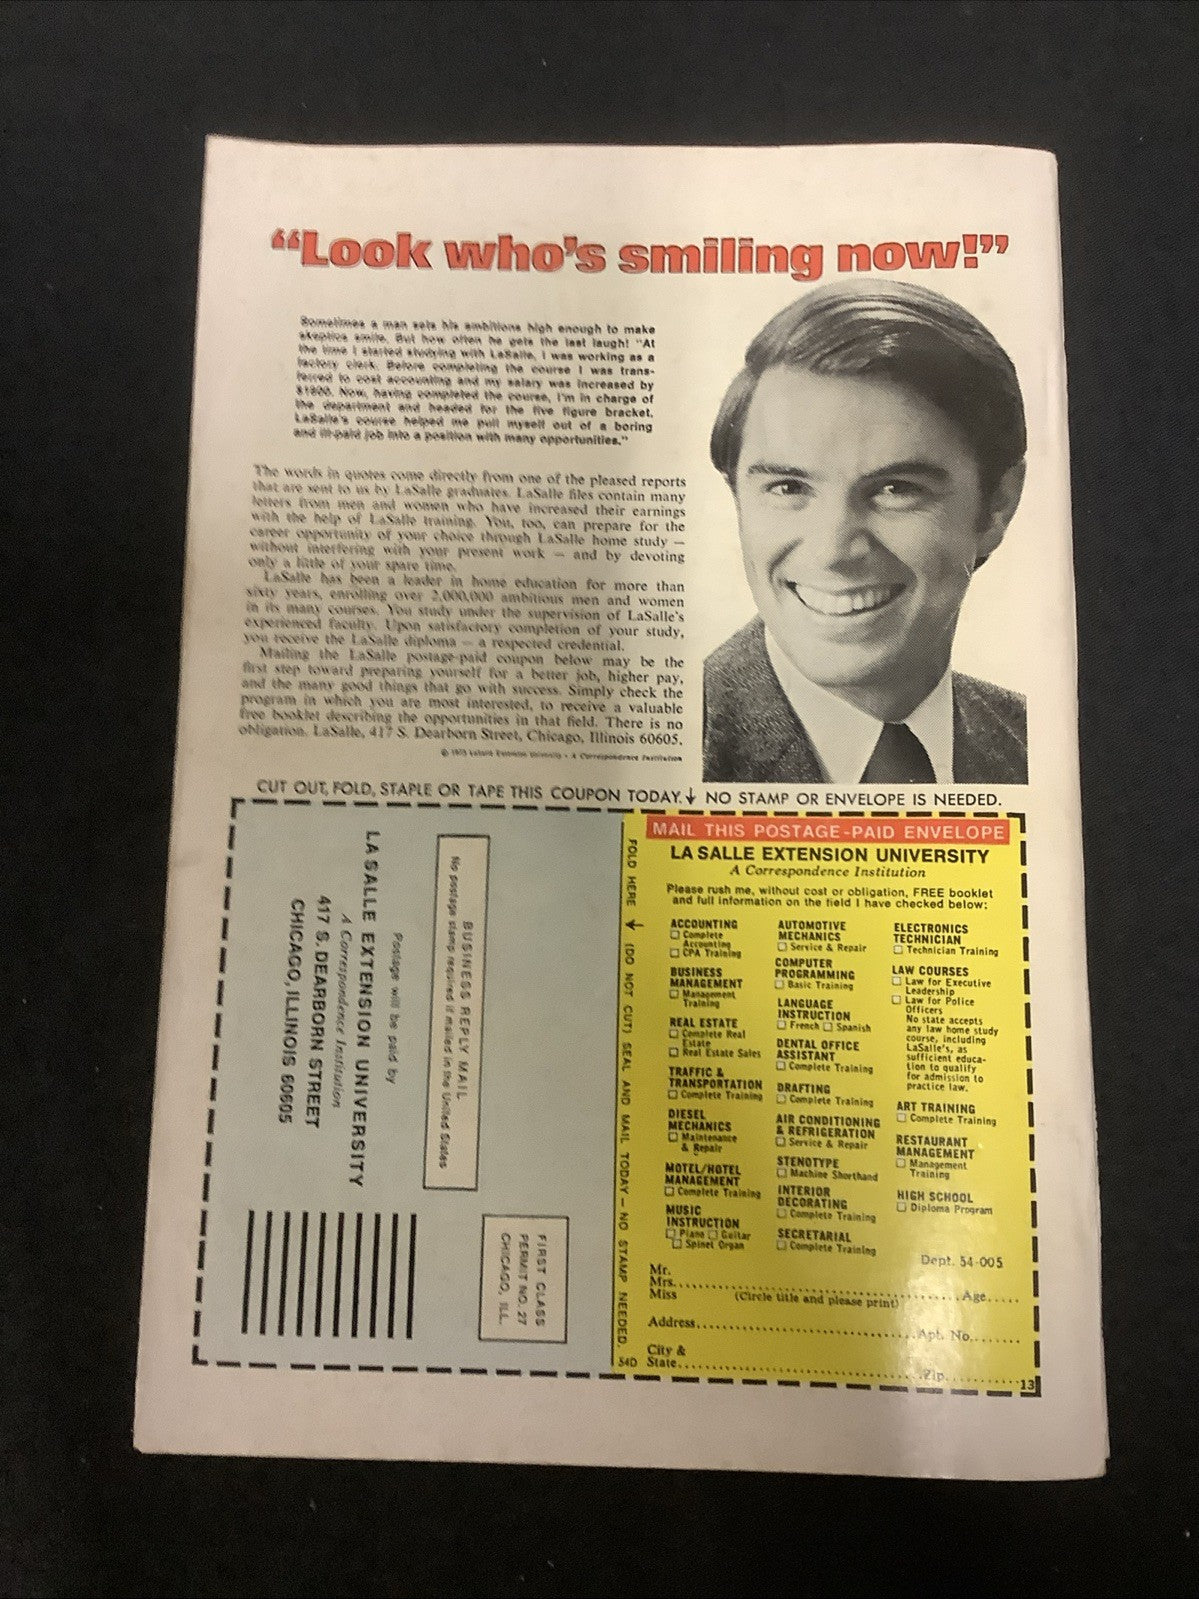 “Look who's smiling now!”
Sometimes a man sets his ambitions high enough to make
skeptics smile. But how often he gets the last laugh! “At
the time I started studying with LaSalle, I was working as a
factory clerk. Before completing the course I was trans-
ferred to cost accounting and my salary was increased by
$1800. Now, having completed the course, I'm in charge of
the department and headed for the five figure bracket.
LaSalle's course helped me pull myself out of a boring
and ill-paid job into a position with many opportunities.”
The words in quotes come directly from one of the pleased reports
that are sent to us by LaSalle graduates. LaSalle files contain many
letters from men and women who have increased their earnings
with the help of LaSalle training. You, too, can prepare for the
career opportunity of your choice through LaSalle home study —
without interfering with your present work — and by devoting
only a little of your spare time.
LaSalle has been a leader in home education for more than
sixty years, enrolling over 2,000,000 ambitious men and women
in its many courses. You study under the supervision of LaSalle's
experienced faculty. Upon satisfactory completion of your study,
you receive the LaSalle diploma — a respected credential.
Mailing the LaSalle postage-paid coupon below may be the
first step toward preparing yourself for a better job, higher pay,
and the many good things that go with success. Simply check the
program in which you are most interested, to receive a valuable
free booklet describing the opportunities in that field. There is no
obligation. LaSalle, 417 S. Dearborn Street, Chicago, Illinois 60605.
LaSalle Extension University • A Correspondence Institution
CUT OUT, FOLD, STAPLE OR TAPE THIS COUPON TODAY. ↓ NO STAMP OR ENVELOPE IS NEEDED.
BUSINESS REPLY MAIL
No postage stamp required if mailed in the United States
Postage will be paid by
LA SALLE EXTENSION UNIVERSITY
A Correspondence Institution
417 S. DEARBORN STREET
CHICAGO, ILLINOIS 60605
FIRST CLASS
PERMIT NO. 27
CHICAGO, ILL.
FOLD HERE ↓ (DO NOT CUT) SEAL AND MAIL TODAY — NO STAMP NEEDED.
54D
MAIL THIS POSTAGE-PAID ENVELOPE
LA SALLE EXTENSION UNIVERSITY
A Correspondence Institution
Please rush me, without cost or obligation, FREE booklet
and full information on the field I have checked below:
ACCOUNTING
☐ Complete
Accounting
☐ CPA Training
BUSINESS
MANAGEMENT
☐ Management
Training
REAL ESTATE
☐ Complete Real
Estate
☐ Real Estate Sales
TRAFFIC &
TRANSPORTATION
☐ Complete Training
DIESEL
MECHANICS
☐ Maintenance
& Repair
MOTEL/HOTEL
MANAGEMENT
☐ Complete Training
MUSIC
INSTRUCTION
☐ Piano ☐ Guitar
☐ Spinet Organ
AUTOMOTIVE
MECHANICS
☐ Service & Repair
COMPUTER
PROGRAMMING
☐ Basic Training
LANGUAGE
INSTRUCTION
☐ French ☐ Spanish
DENTAL OFFICE
ASSISTANT
☐ Complete Training
DRAFTING
☐ Complete Training
AIR CONDITIONING
& REFRIGERATION
☐ Service & Repair
STENOTYPE
☐ Machine Shorthand
INTERIOR
DECORATING
☐ Complete Training
SECRETARIAL
☐ Complete Training
ELECTRONICS
TECHNICIAN
☐ Technician Training
LAW COURSES
☐ Law for Executive
Leadership
☐ Law for Police
Officers
No state accepts
any law home study
course, including
LaSalle's, as
sufficient educa-
tion to qualify
for admission to
practice law.
ART TRAINING
☐ Complete Training
RESTAURANT
MANAGEMENT
☐ Management
Training
HIGH SCHOOL
☐ Diploma Program
Dept. 54-005
Mr.
Mrs. ........ Age......
Miss (Circle title and please print)
Address........ Apt. No........
City &
State........ Zip........
13